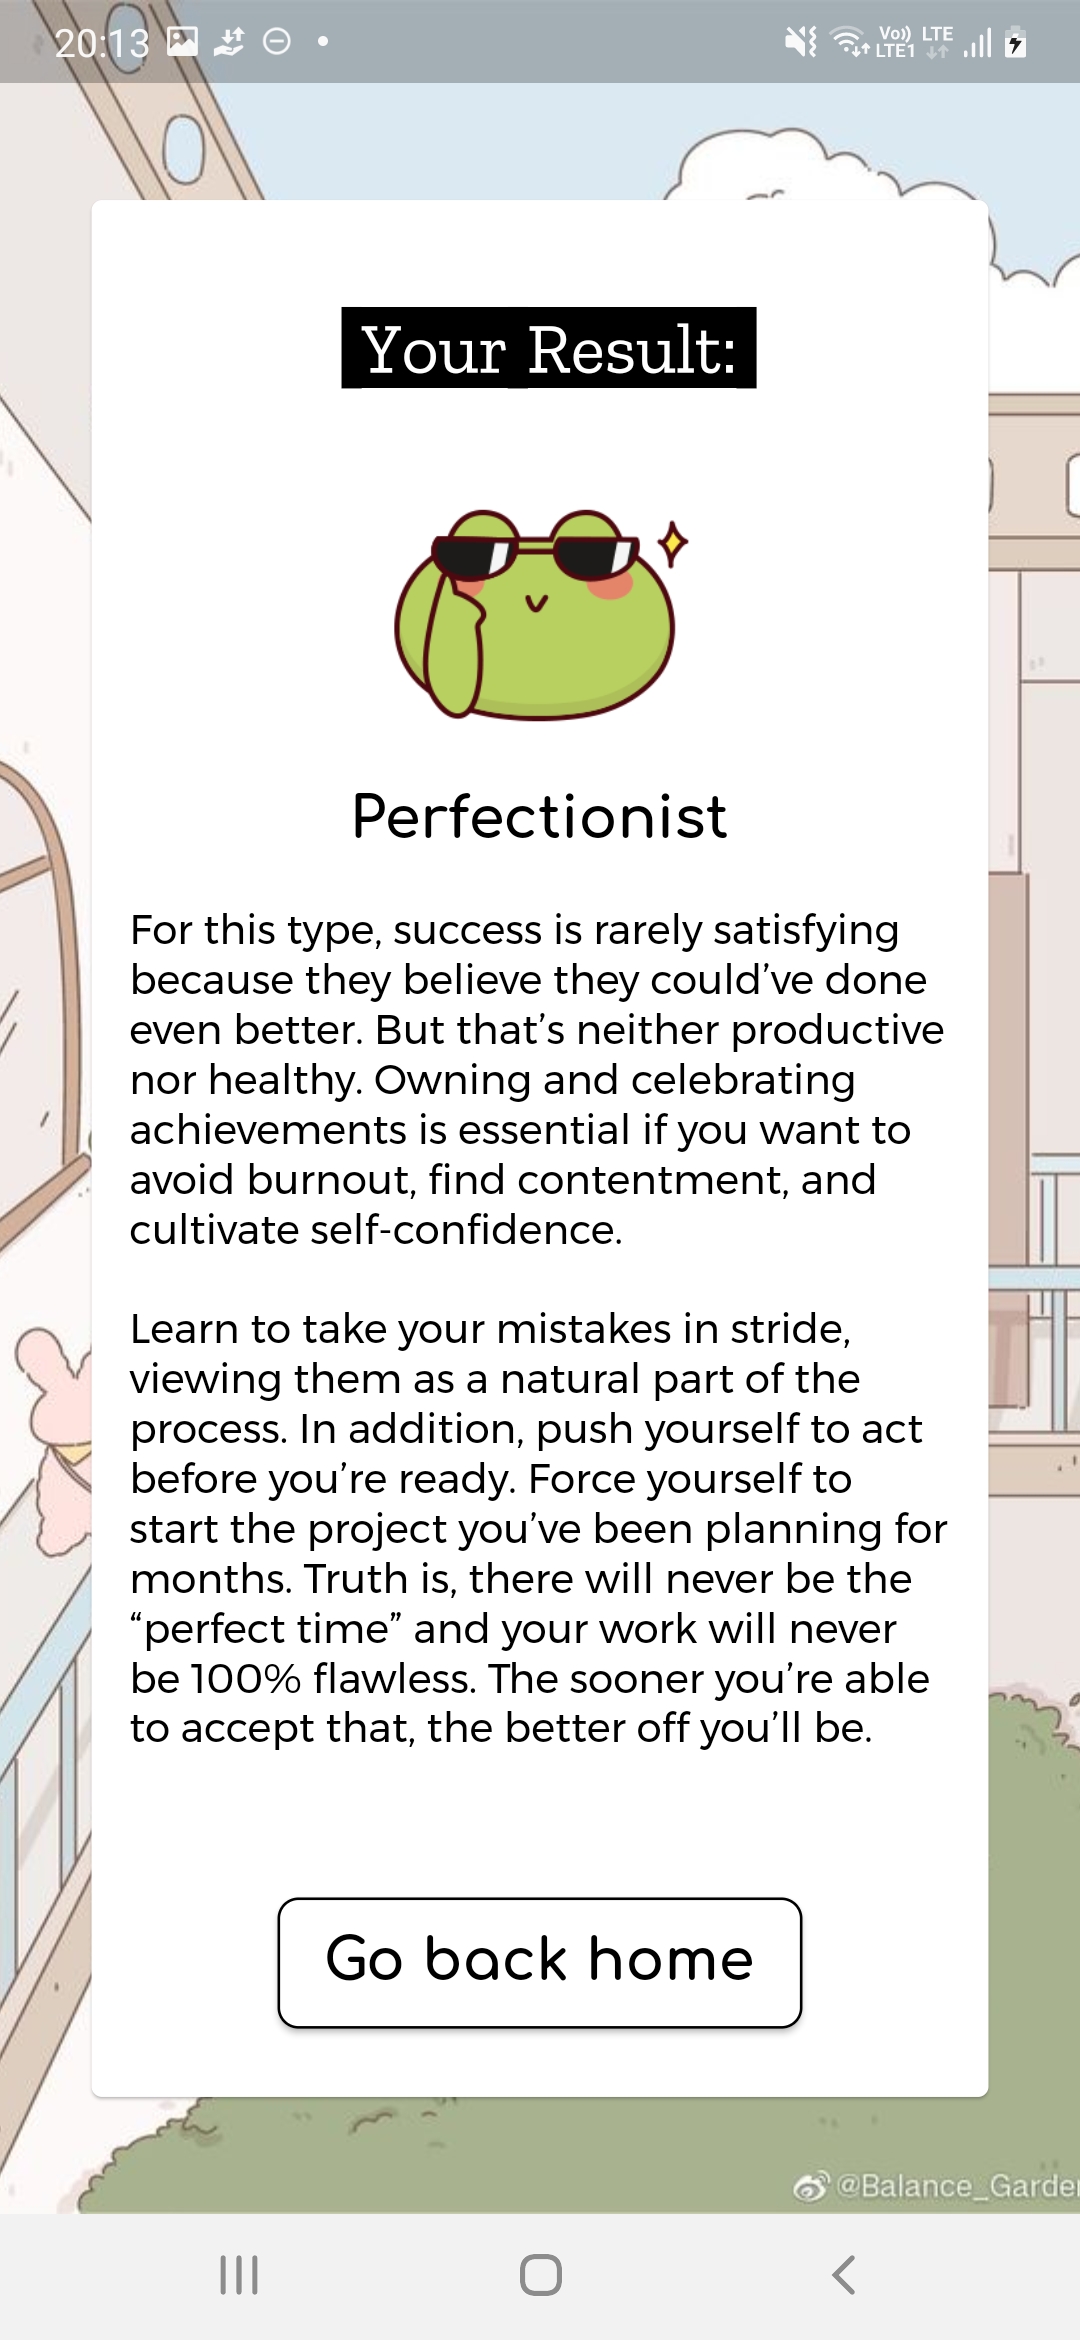 20:13
Vo)) LTE
LTE1
Your Result:
Perfectionist
For this type, success is rarely satisfying
because they believe they could’ve done
even better. But that’s neither productive
nor healthy. Owning and celebrating
achievements is essential if you want to
avoid burnout, find contentment, and
cultivate self-confidence.
Learn to take your mistakes in stride,
viewing them as a natural part of the
process. In addition, push yourself to act
before you’re ready. Force yourself to
start the project you’ve been planning for
months. Truth is, there will never be the
“perfect time” and your work will never
be 100% flawless. The sooner you’re able
to accept that, the better off you’ll be.
Go back home
@Balance_Garden